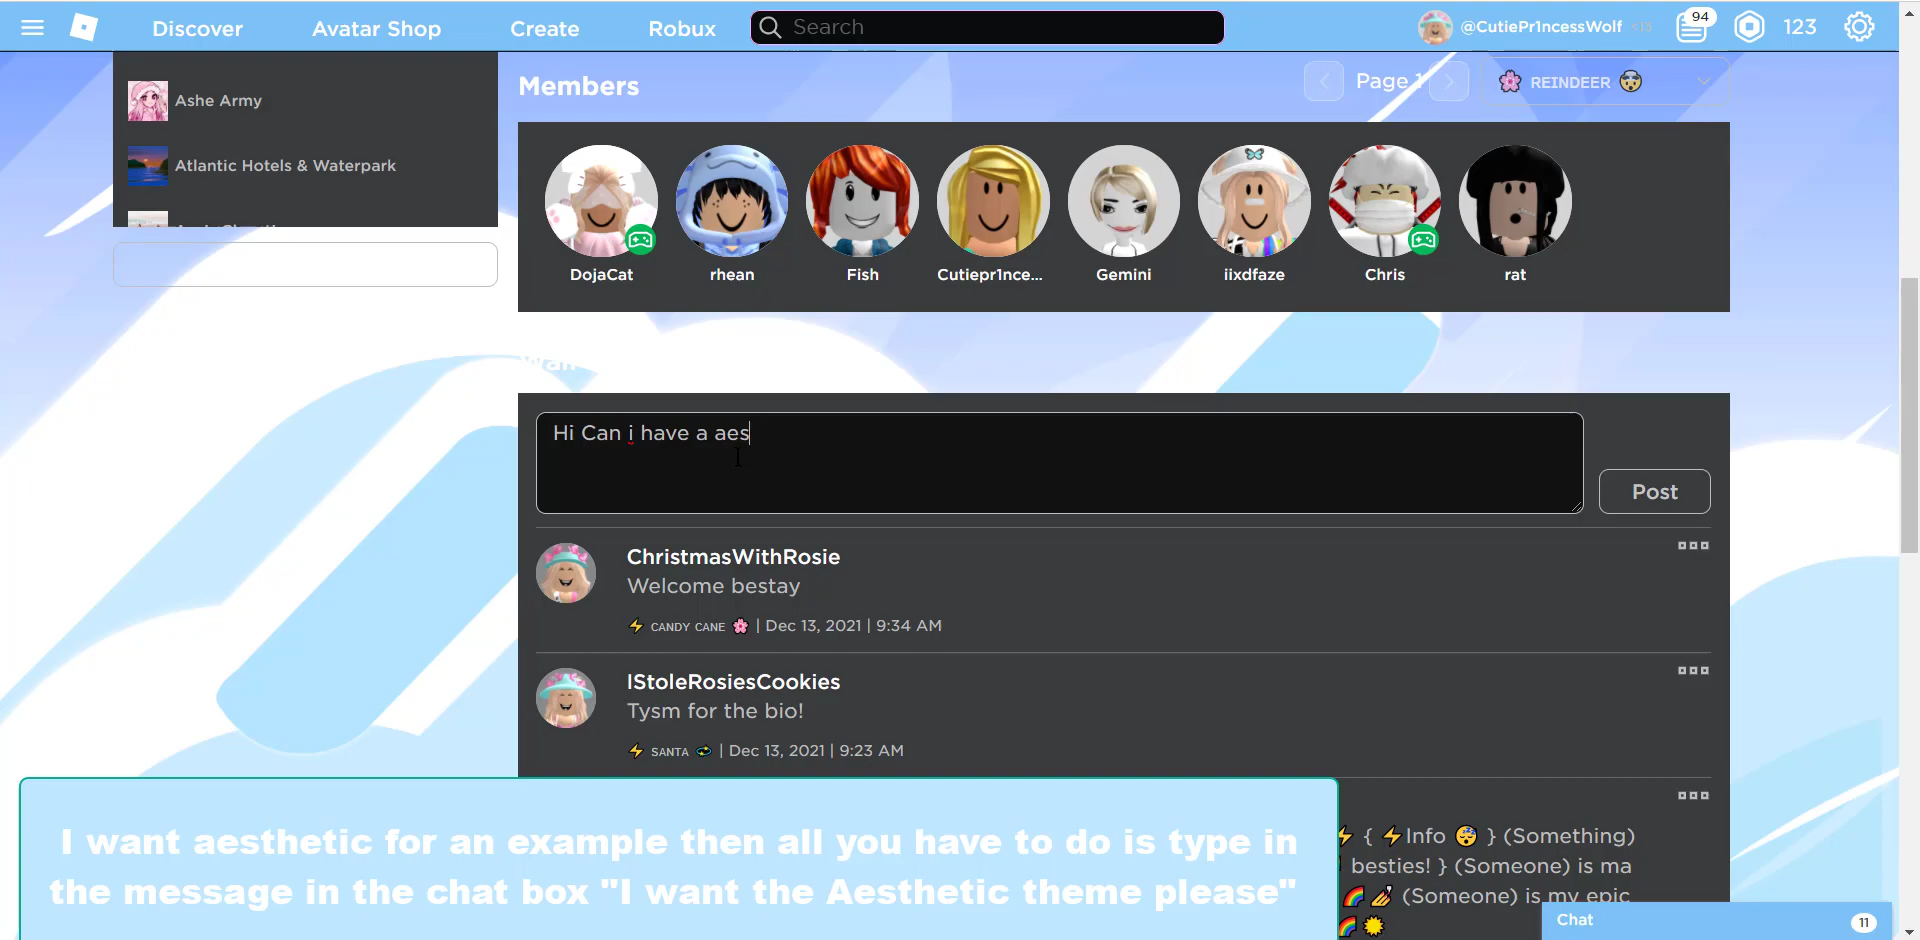 Discover
Avatar Shop
Create
Robux
Search
@CutiePr1ncessWolf
<13
94
123
Ashe Army
Atlantic Hotels & Waterpark
Members
Page 1
REINDEER
DojaCat
rhean
Fish
Cutiepr1nce...
Gemini
iixdfaze
Chris
rat
Wall
Hi Can i have a aes
Post
ChristmasWithRosie
Welcome bestay
⚡ CANDY CANE 🌸 | Dec 13, 2021 | 9:34 AM
IStoleRosiesCookies
Tysm for the bio!
⚡ SANTA 💫 | Dec 13, 2021 | 9:23 AM
⚡ { ⚡Info 😴 } (Something)
besties! } (Someone) is ma
🌈 💅 (Someone) is my epic
I want aesthetic for an example then all you have to do is type in
the message in the chat box "I want the Aesthetic theme please"
Chat
11